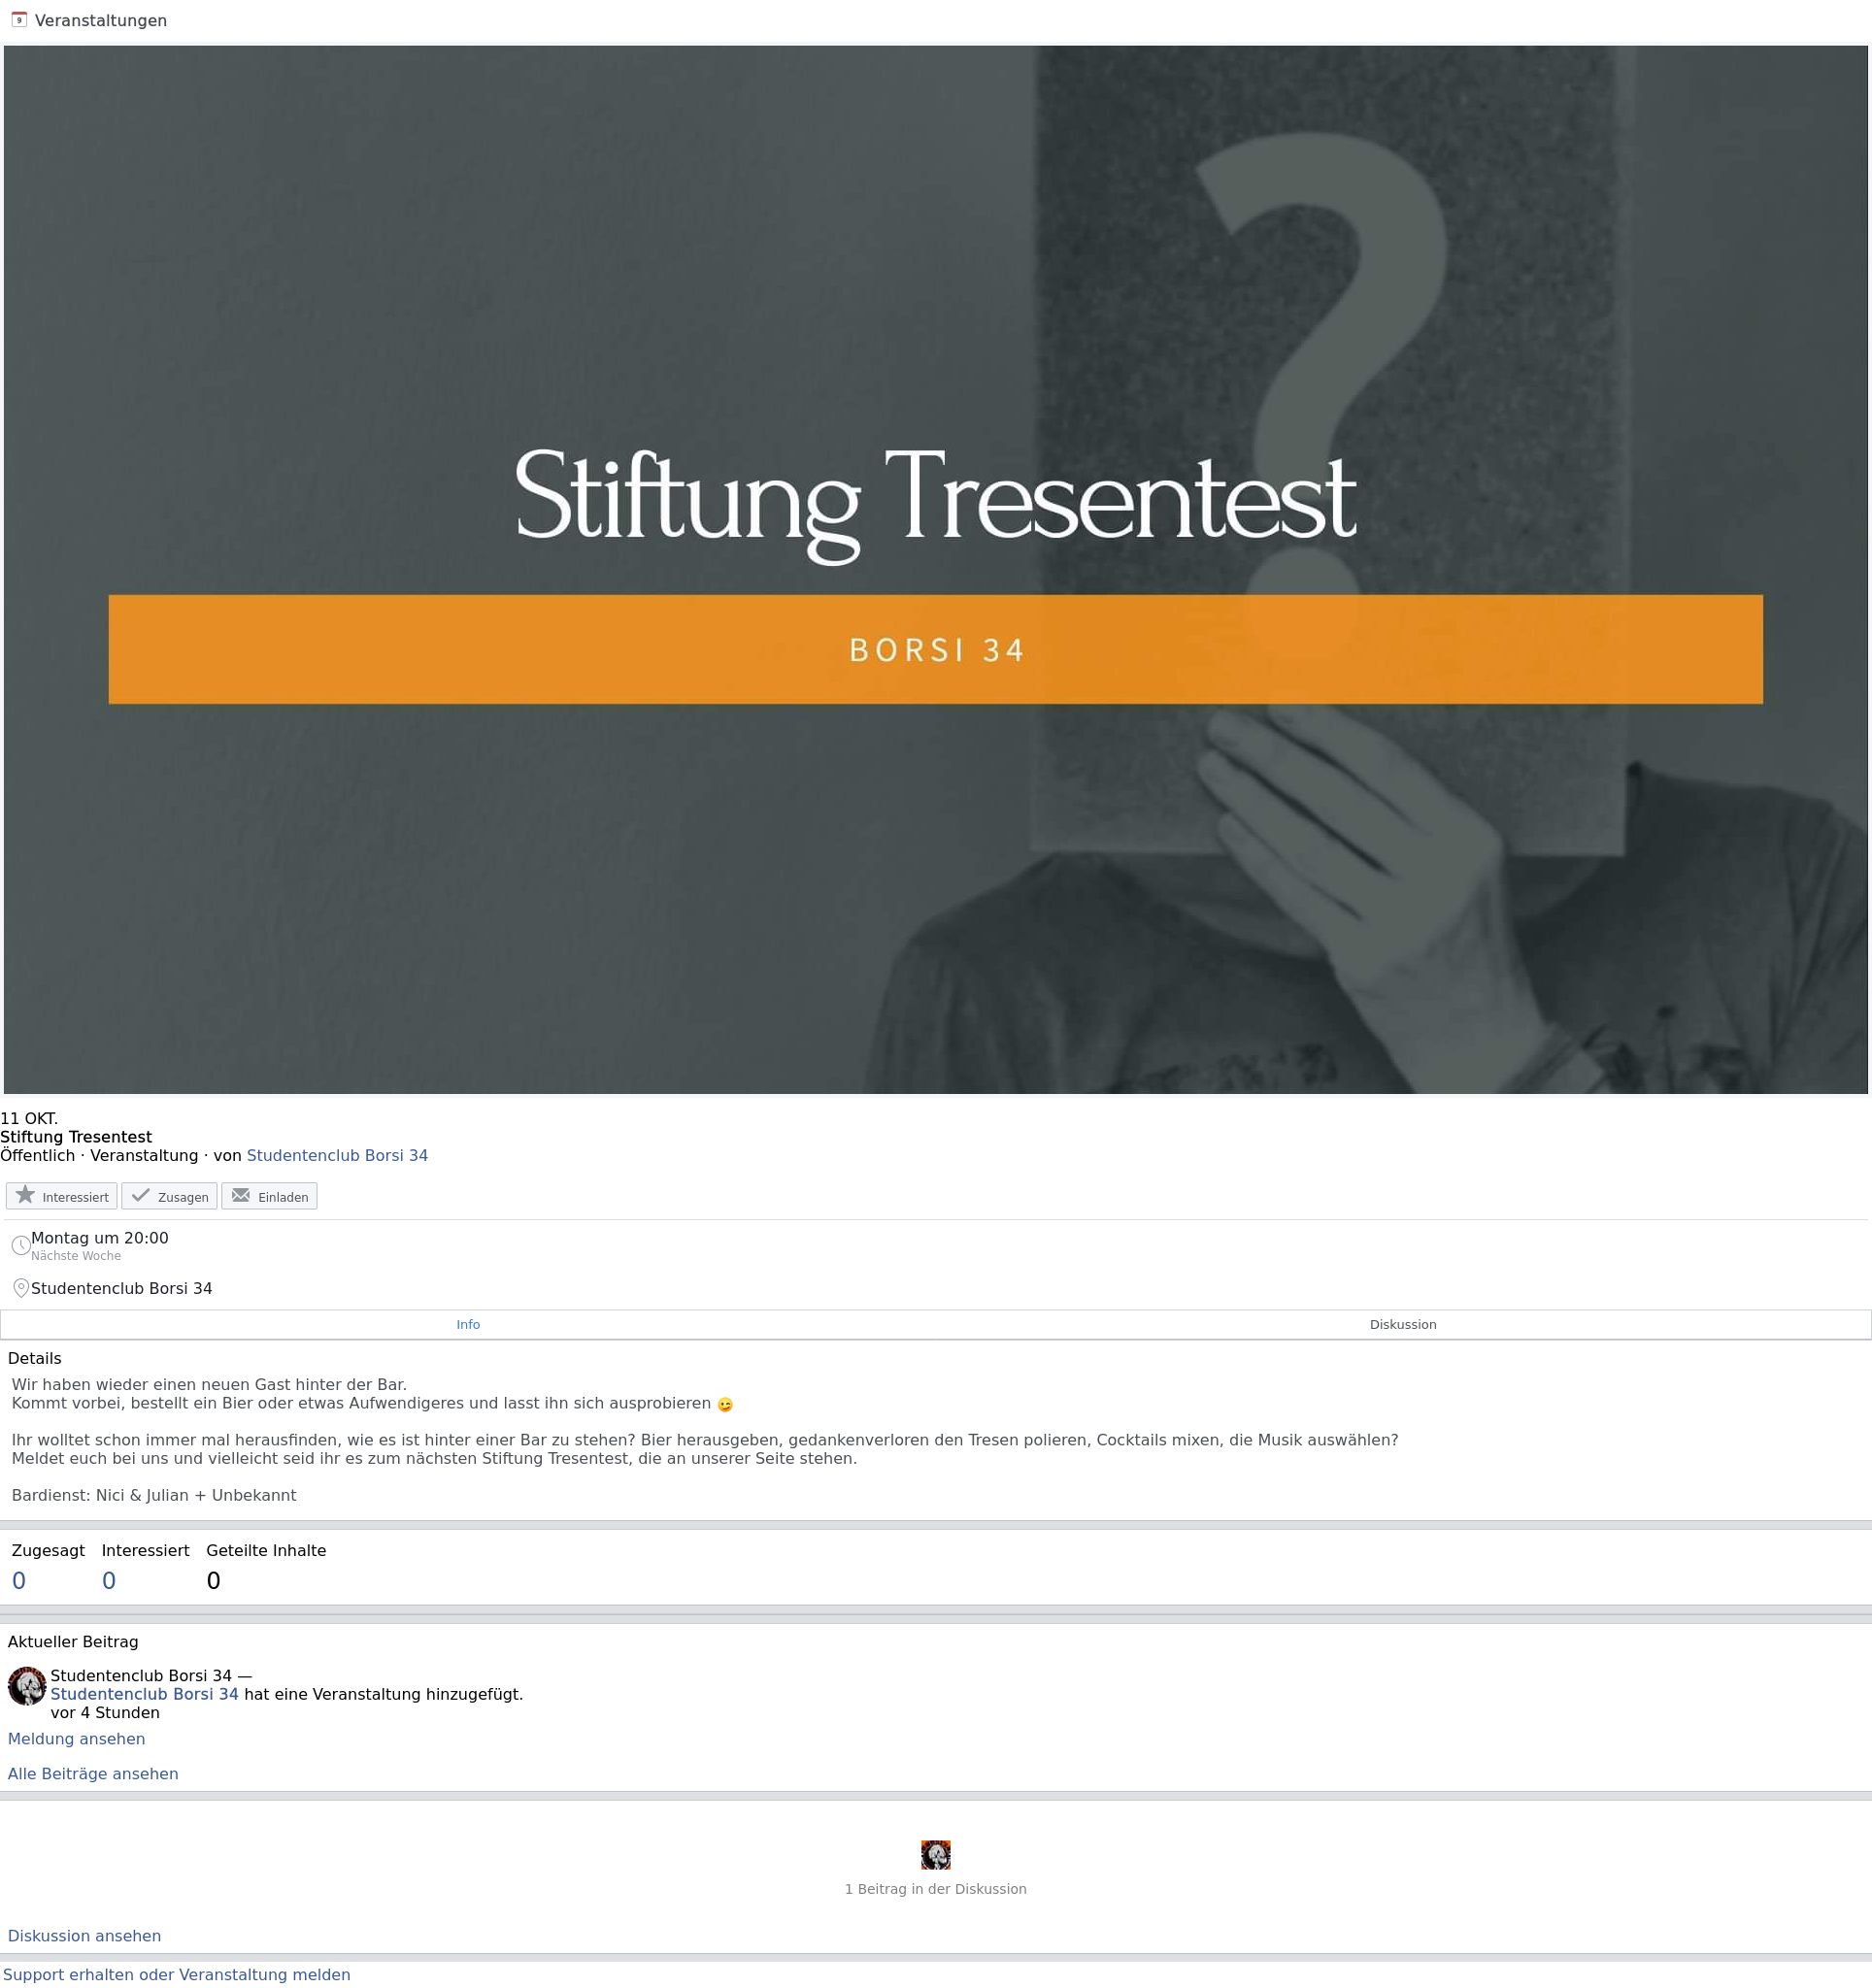 Veranstaltungen
Stiftung Tresentest
BORSI 34
11 OKT.
Stiftung Tresentest
Öffentlich · Veranstaltung · von Studentenclub Borsi 34
Interessiert Zusagen Einladen
Montag um 20:00
Nächste Woche
Studentenclub Borsi 34
Info Diskussion
Details
Wir haben wieder einen neuen Gast hinter der Bar.
Kommt vorbei, bestellt ein Bier oder etwas Aufwendigeres und lasst ihn sich ausprobieren 😉
Ihr wolltet schon immer mal herausfinden, wie es ist hinter einer Bar zu stehen? Bier herausgeben, gedankenverloren den Tresen polieren, Cocktails mixen, die Musik auswählen?
Meldet euch bei uns und vielleicht seid ihr es zum nächsten Stiftung Tresentest, die an unserer Seite stehen.
Bardienst: Nici & Julian + Unbekannt
Zugesagt Interessiert Geteilte Inhalte
0 0 0
Aktueller Beitrag
Studentenclub Borsi 34 —
Studentenclub Borsi 34 hat eine Veranstaltung hinzugefügt.
vor 4 Stunden
Meldung ansehen
Alle Beiträge ansehen
1 Beitrag in der Diskussion
Diskussion ansehen
Support erhalten oder Veranstaltung melden